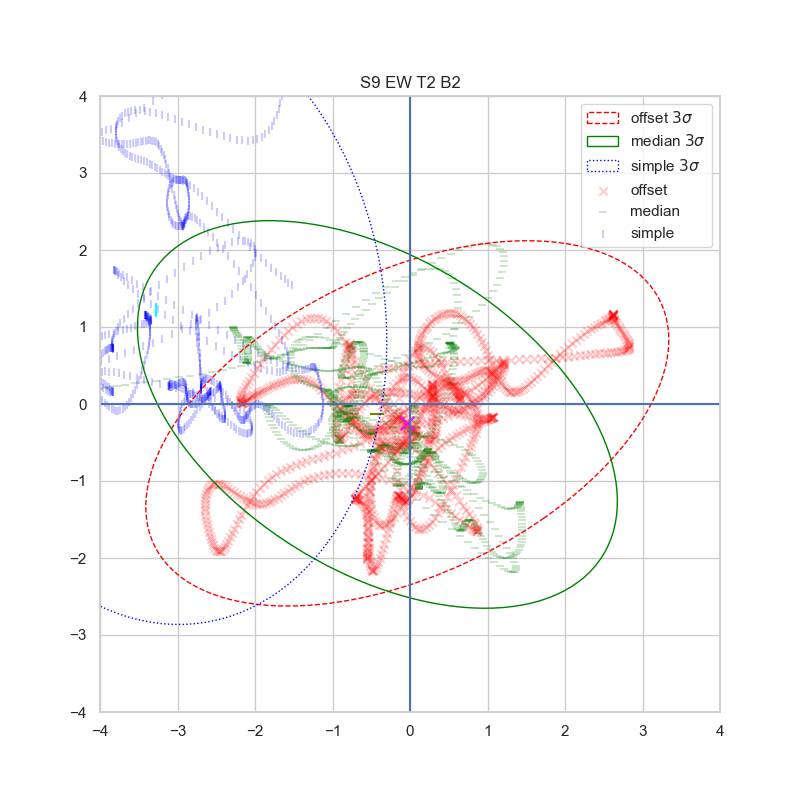 S9 EW T2 B2
offset 3σ
median 3σ
simple 3σ
offset
median
simple
4
3
2
1
0
−1
−2
−3
−4
−4 −3 −2 −1 0 1 2 3 4